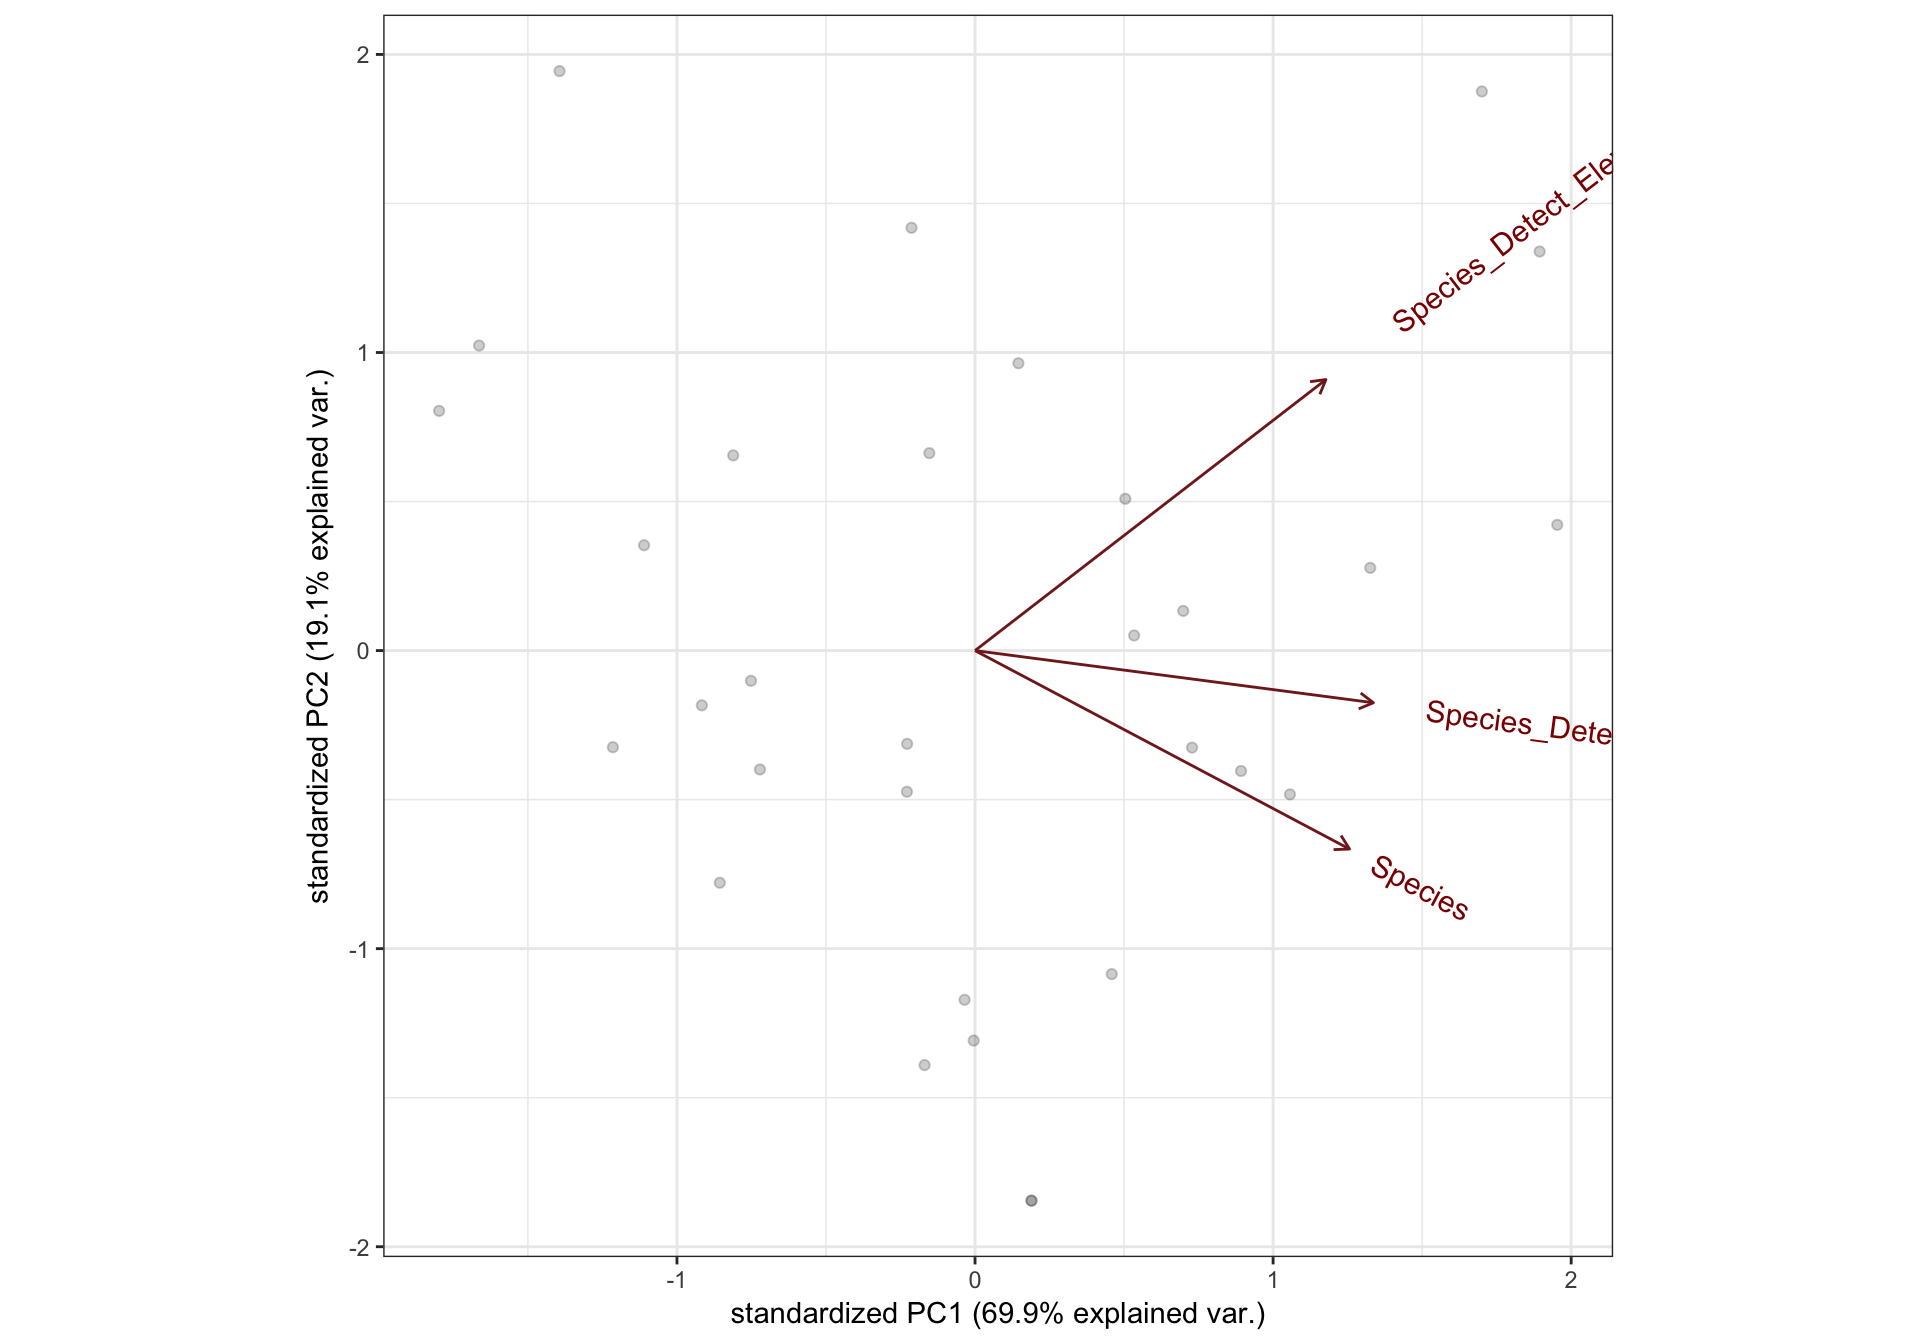 2
1
0
-1
-2
standardized PC2 (19.1% explained var.)
Species_Detect_Ele
Species_Dete
Species
-1
0
1
2
standardized PC1 (69.9% explained var.)